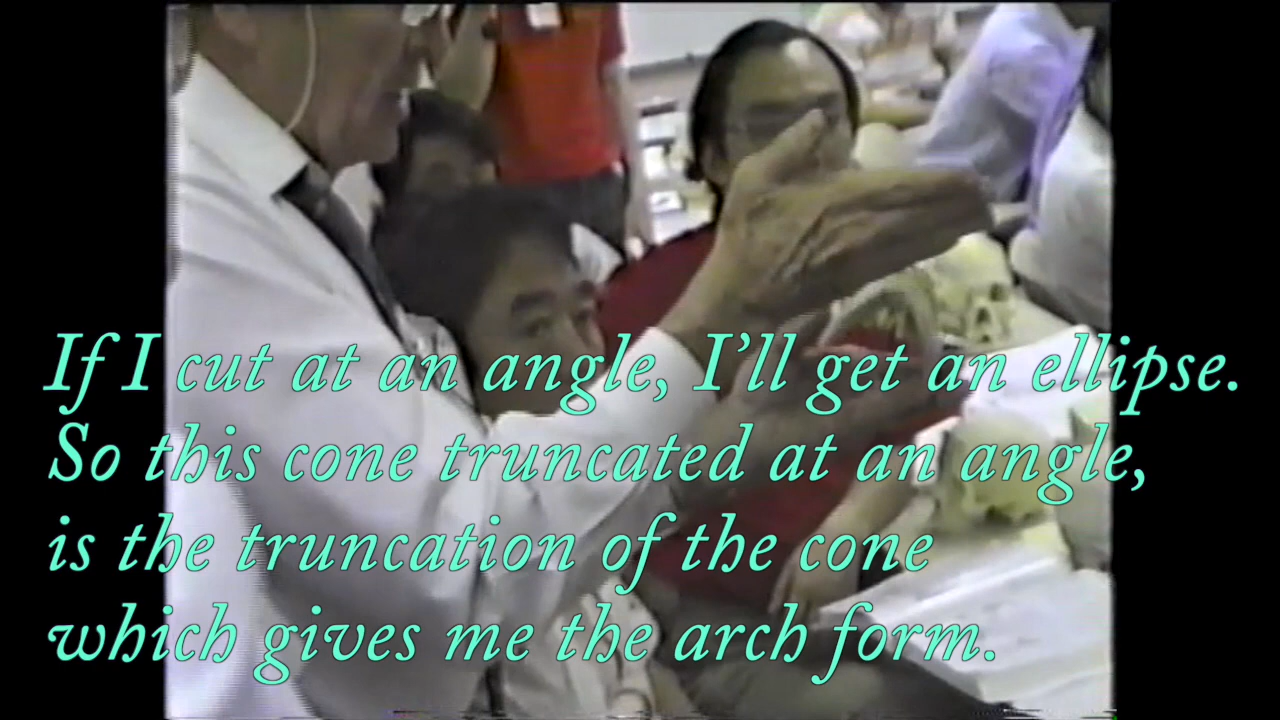 If I cut at an angle, I’ll get an ellipse.
So this cone truncated at an angle,
is the truncation of the cone
which gives me the arch form.